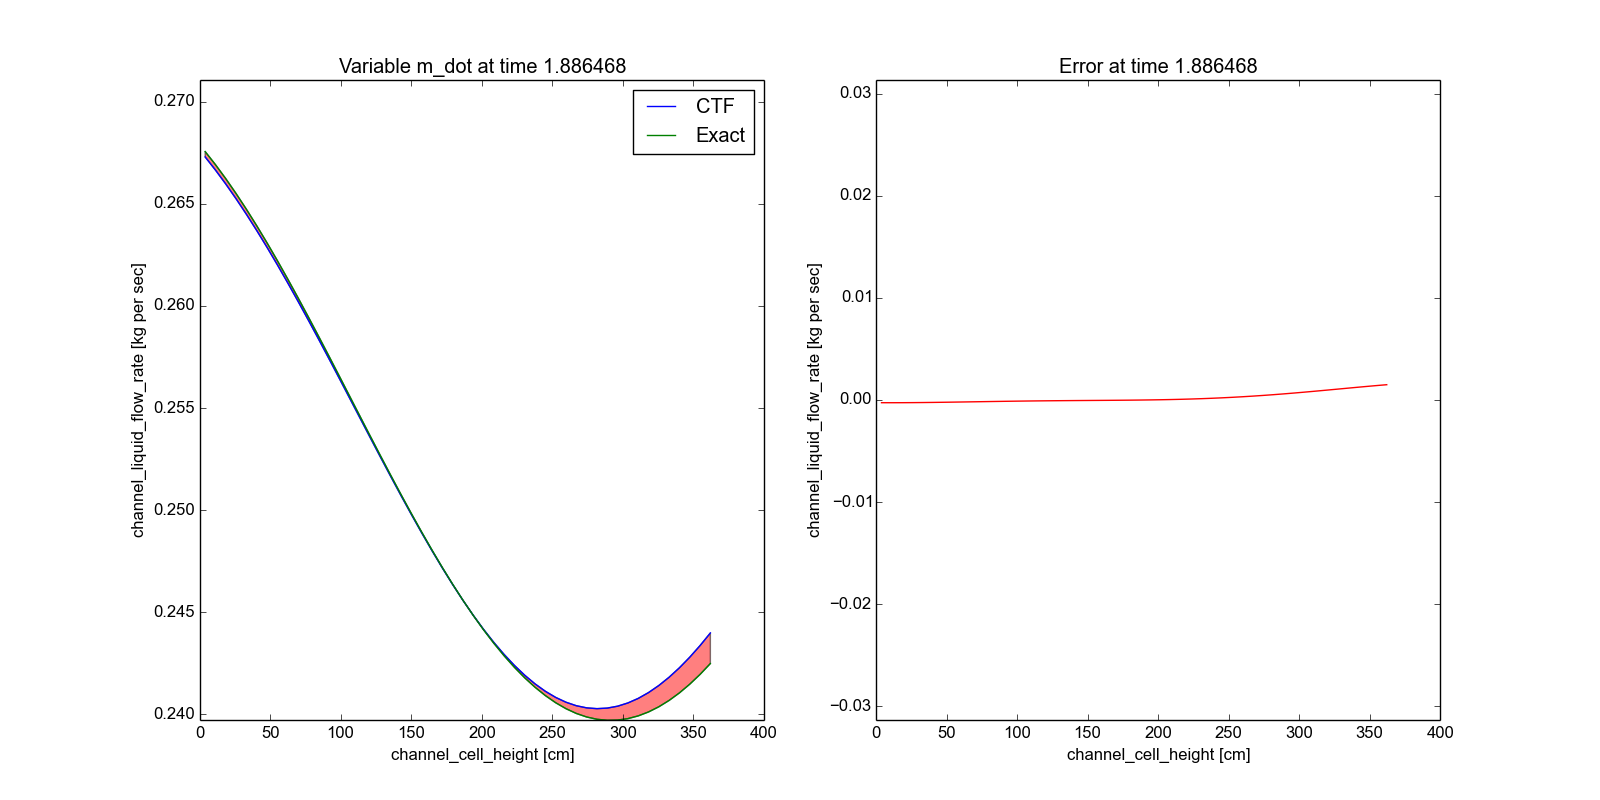 Variable m_dot at time 1.886468
channel_liquid_flow_rate [kg per sec]
0.270
0.265
0.260
0.255
0.250
0.245
0.240
0 50 100 150 200 250 300 350 400
channel_cell_height [cm]
CTF
Exact
Error at time 1.886468
channel_liquid_flow_rate [kg per sec]
0.03
0.02
0.01
0.00
−0.01
−0.02
−0.03
0 50 100 150 200 250 300 350 400
channel_cell_height [cm]